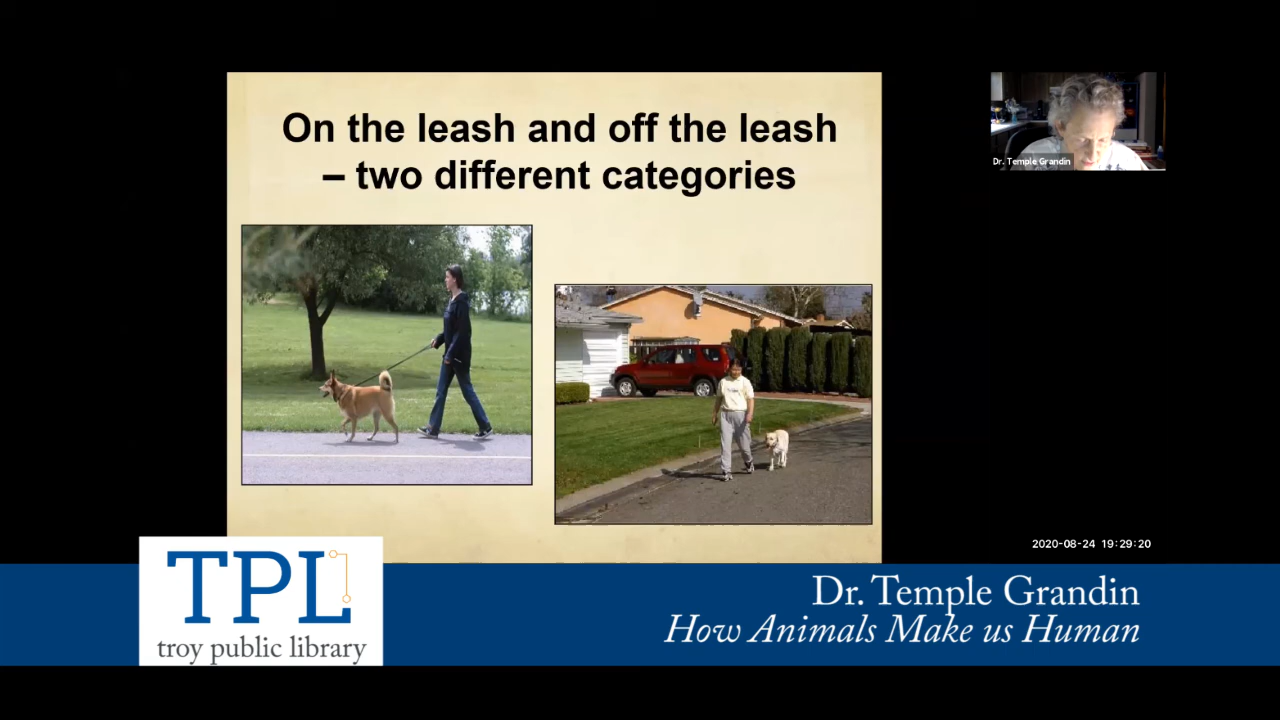 On the leash and off the leash
– two different categories
Dr. Temple Grandin
2020-08-24 19:29:20
TPL
troy public library
Dr. Temple Grandin
How Animals Make us Human